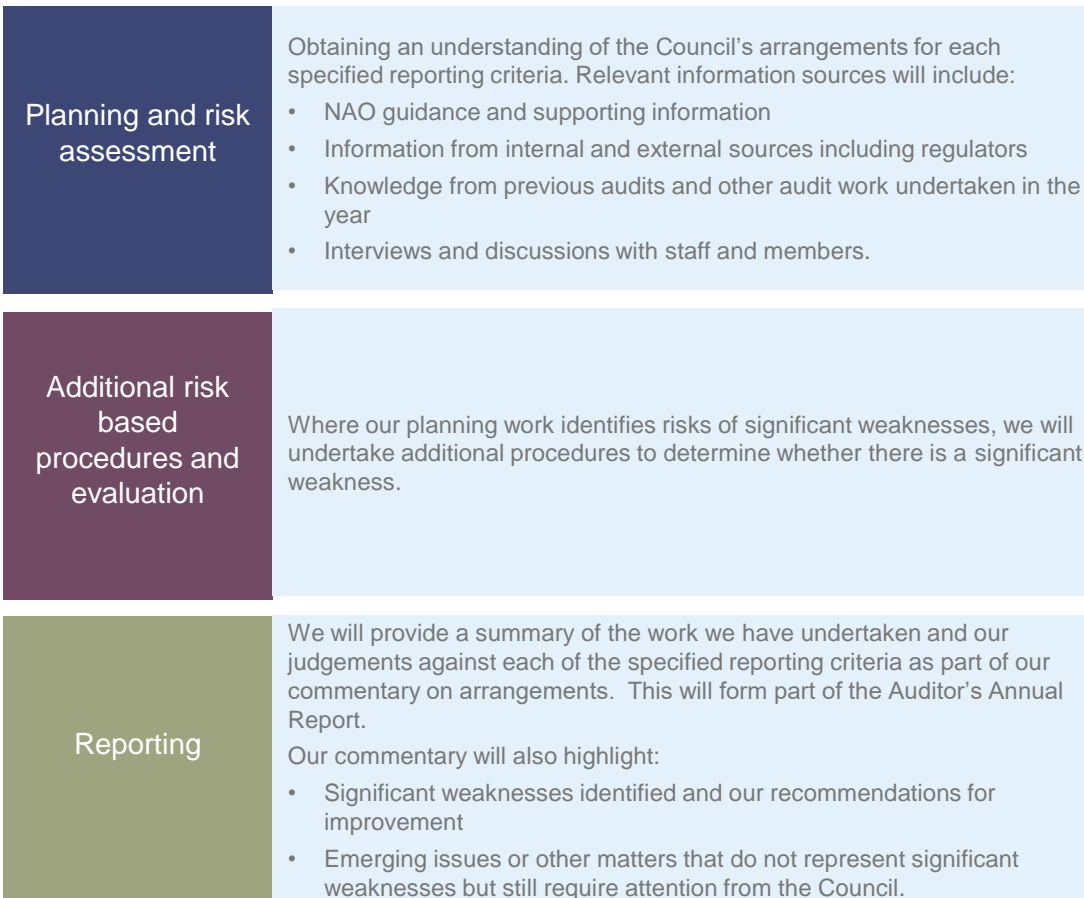 Planning and risk
assessment
Obtaining an understanding of the Council's arrangements for each
specified reporting criteria. Relevant information sources will include:
• NAO guidance and supporting information
• Information from internal and external sources including regulators
• Knowledge from previous audits and other audit work undertaken in the
year
• Interviews and discussions with staff and members.
Additional risk
based
procedures and
evaluation
Where our planning work identifies risks of significant weaknesses, we will
undertake additional procedures to determine whether there is a significant
weakness.
Reporting
We will provide a summary of the work we have undertaken and our
judgements against each of the specified reporting criteria as part of our
commentary on arrangements.  This will form part of the Auditor's Annual
Report.
Our commentary will also highlight:
• Significant weaknesses identified and our recommendations for
improvement
• Emerging issues or other matters that do not represent significant
weaknesses but still require attention from the Council.